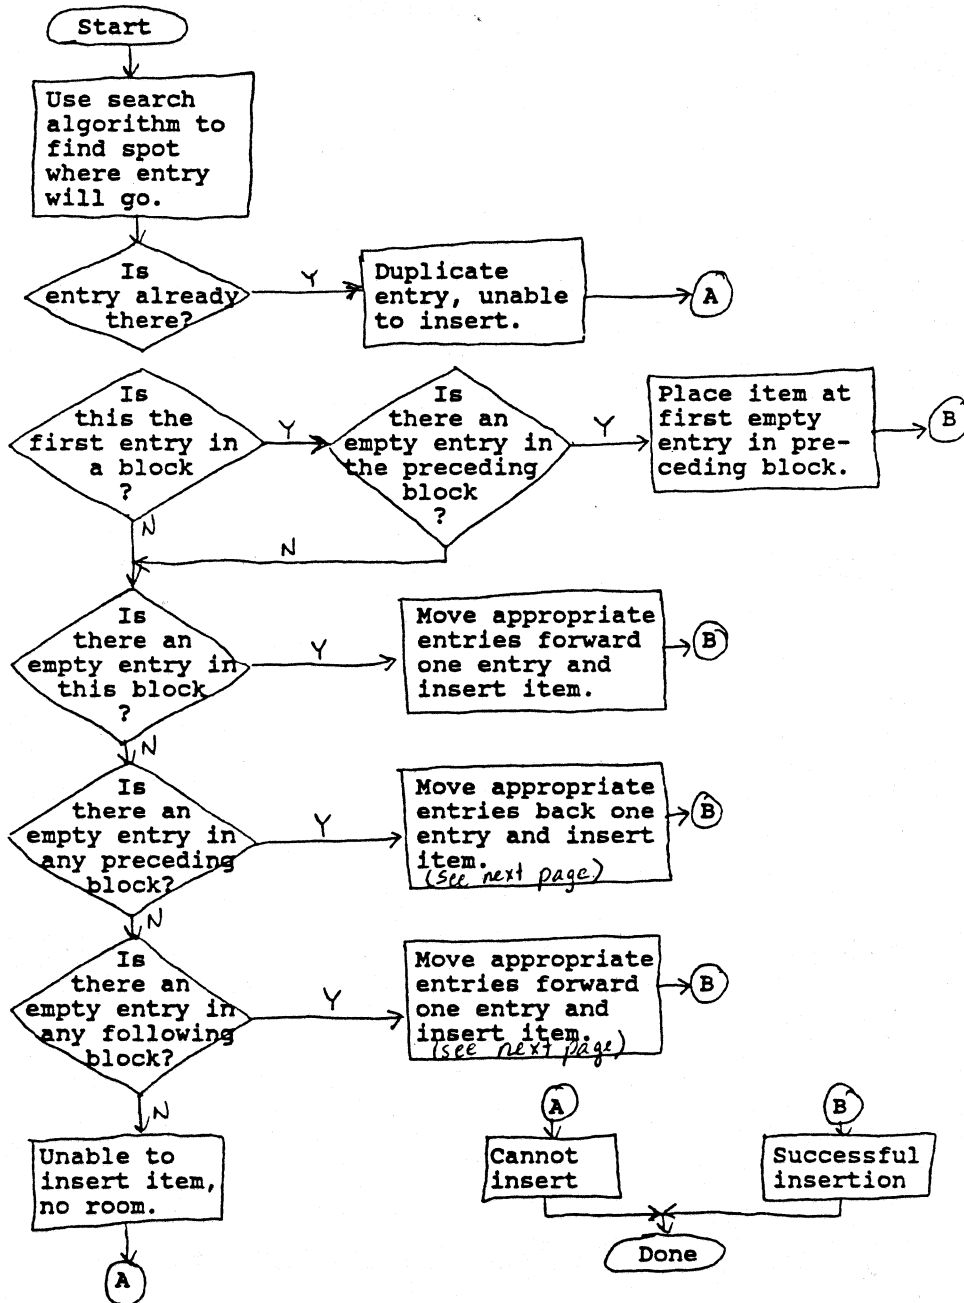 Start
Use search
algorithm to
find spot
where entry
will go.
Is
entry already
there?
Y
Duplicate
entry, unable
to insert.
A
Is
this the
first entry in
a block
?
Y
Is
there an
empty entry in
the preceding
block
?
Y
Place item at
first empty
entry in pre-
ceding block.
B
N
N
Is
there an
empty entry in
this block
?
Y
Move appropriate
entries forward
one entry and
insert item.
B
N
Is
there an
empty entry in
any preceding
block?
Y
Move appropriate
entries back one
entry and insert
item.
(see next page)
B
N
Is
there an
empty entry in
any following
block?
Y
Move appropriate
entries forward
one entry and
insert item.
(see next page)
B
N
Unable to
insert item,
no room.
A
A
Cannot
insert
B
Successful
insertion
Done